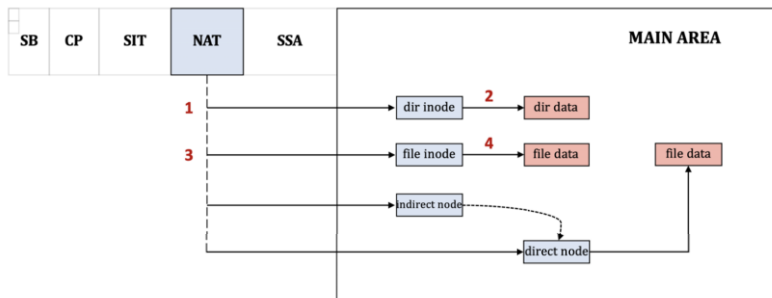 SB CP SIT NAT SSA MAIN AREA
1 dir inode 2 dir data
3 file inode 4 file data file data
indirect node
direct node